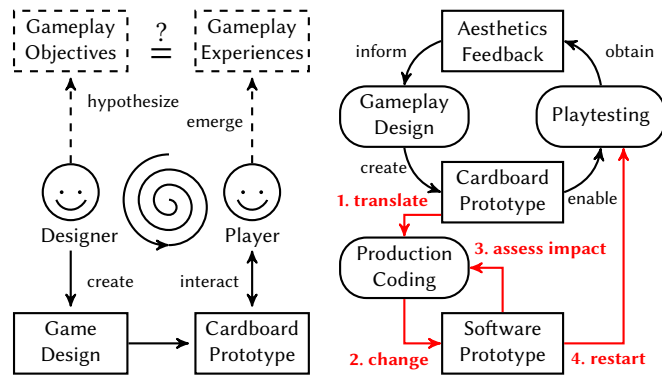 Gameplay
Objectives
?
=
Gameplay
Experiences
hypothesize
emerge
Designer
Player
create
interact
Game
Design
Cardboard
Prototype
Aesthetics
Feedback
inform
obtain
Gameplay
Design
Playtesting
create
Cardboard
Prototype
enable
1. translate
Production
Coding
3. assess impact
2. change
Software
Prototype
4. restart